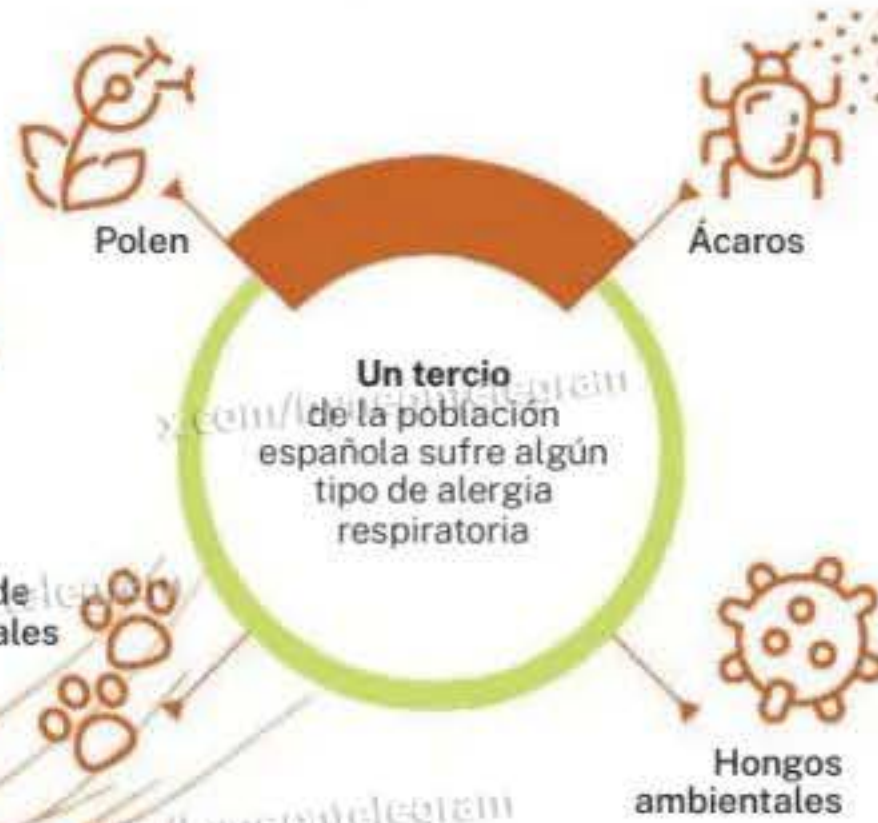 Polen
Ácaros
Un tercio
de la población
española sufre algún
tipo de alergia
respiratoria
de
ales
Hongos
ambientales